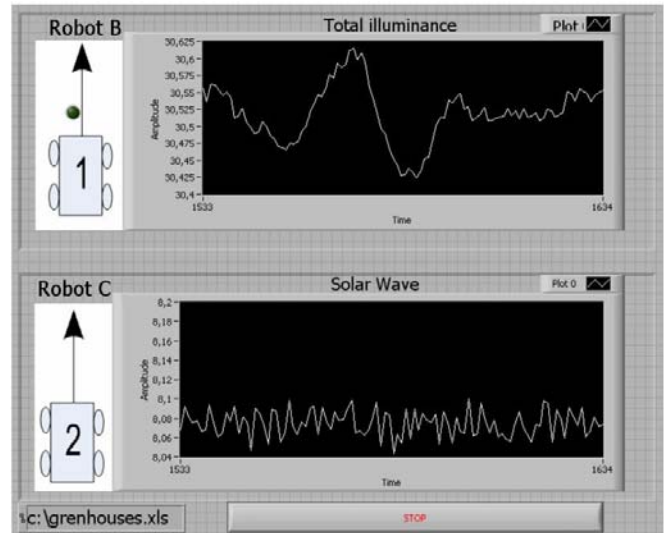 Robot B
Total illuminance
Plot
1
Amplitude
30,625
30,6
30,575
30,55
30,525
30,5
30,475
30,45
30,425
30,4
1533
1634
Time
Robot C
Solar Wave
Plot 0
2
Amplitude
8,2
8,18
8,16
8,14
8,12
8,1
8,08
8,06
8,04
1533
1634
Time
c:\grenhouses.xls
STOP